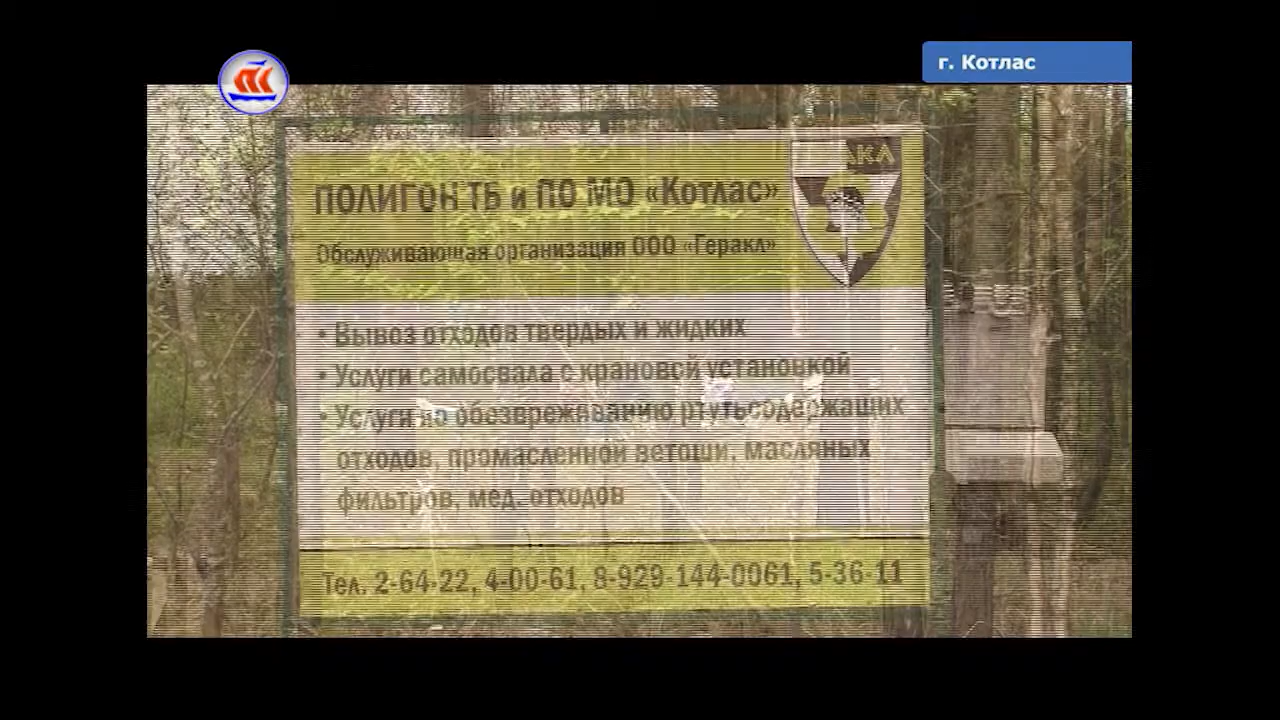 г. Котлас
ПОЛИГОН ТБ и ПО МО «Котлас»
Обслуживающая организация ООО «Геракл»
• Вывоз отходов твердых и жидких
• Услуги самосвала с крановой установкой
• Услуги по обезвреживанию ртутьсодержащих
отходов, промасленной ветоши, масляных
фильтров, мед. отходов
Тел. 2-64-22, 4-00-61, 8-929-144-0061, 5-36-11